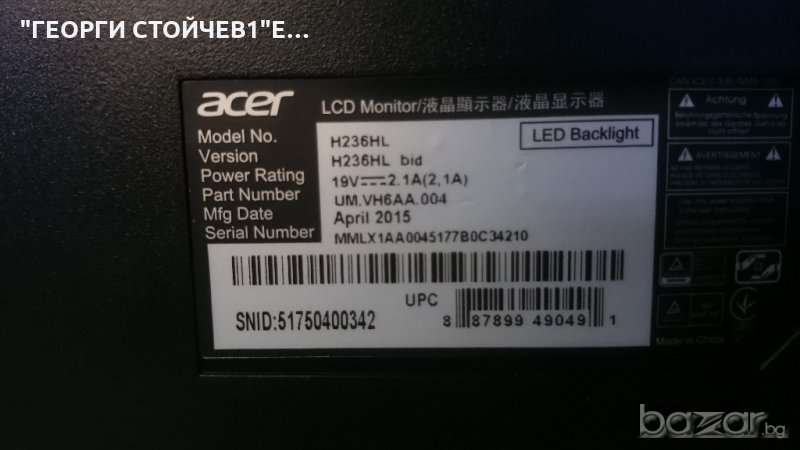 "ГЕОРГИ СТОЙЧЕВ1"Е...
acer LCD Monitor/液晶顯示器/液晶显示器
LED Backlight
Model No. H236HL
Version H236HL bid
Power Rating 19V⎓2.1A(2,1A)
Part Number UM.VH6AA.004
Mfg Date April 2015
Serial Number MMLX1AA0045177B0C34210
SNID:51750400342
UPC
8 87899 49049 1
Achtung
AVERTISSEMENT
Made in China
bazar.bg